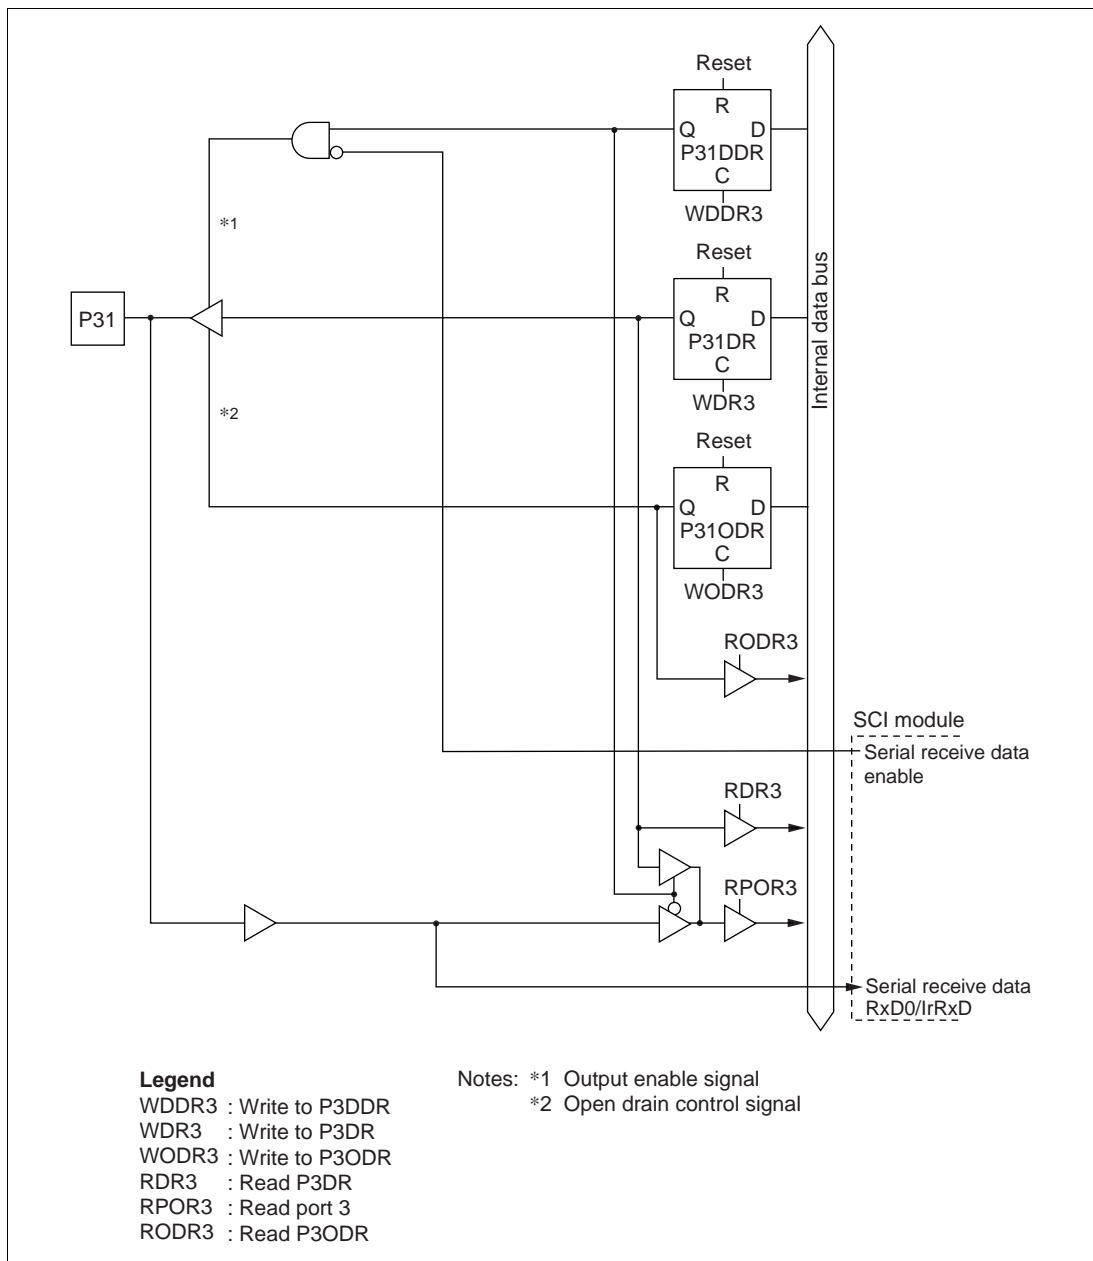 Reset
R
Q D
P31DDR
C
WDDR3
*1
Reset
R
P31
Q D
P31DR
C
WDR3
Internal data bus
*2
Reset
R
Q D
P31ODR
C
WODR3
RODR3
SCI module
Serial receive data
enable
RDR3
RPOR3
Serial receive data
RxD0/IrRxD
Legend
WDDR3 : Write to P3DDR
WDR3 : Write to P3DR
WODR3 : Write to P3ODR
RDR3 : Read P3DR
RPOR3 : Read port 3
RODR3 : Read P3ODR
Notes: *1 Output enable signal
*2 Open drain control signal